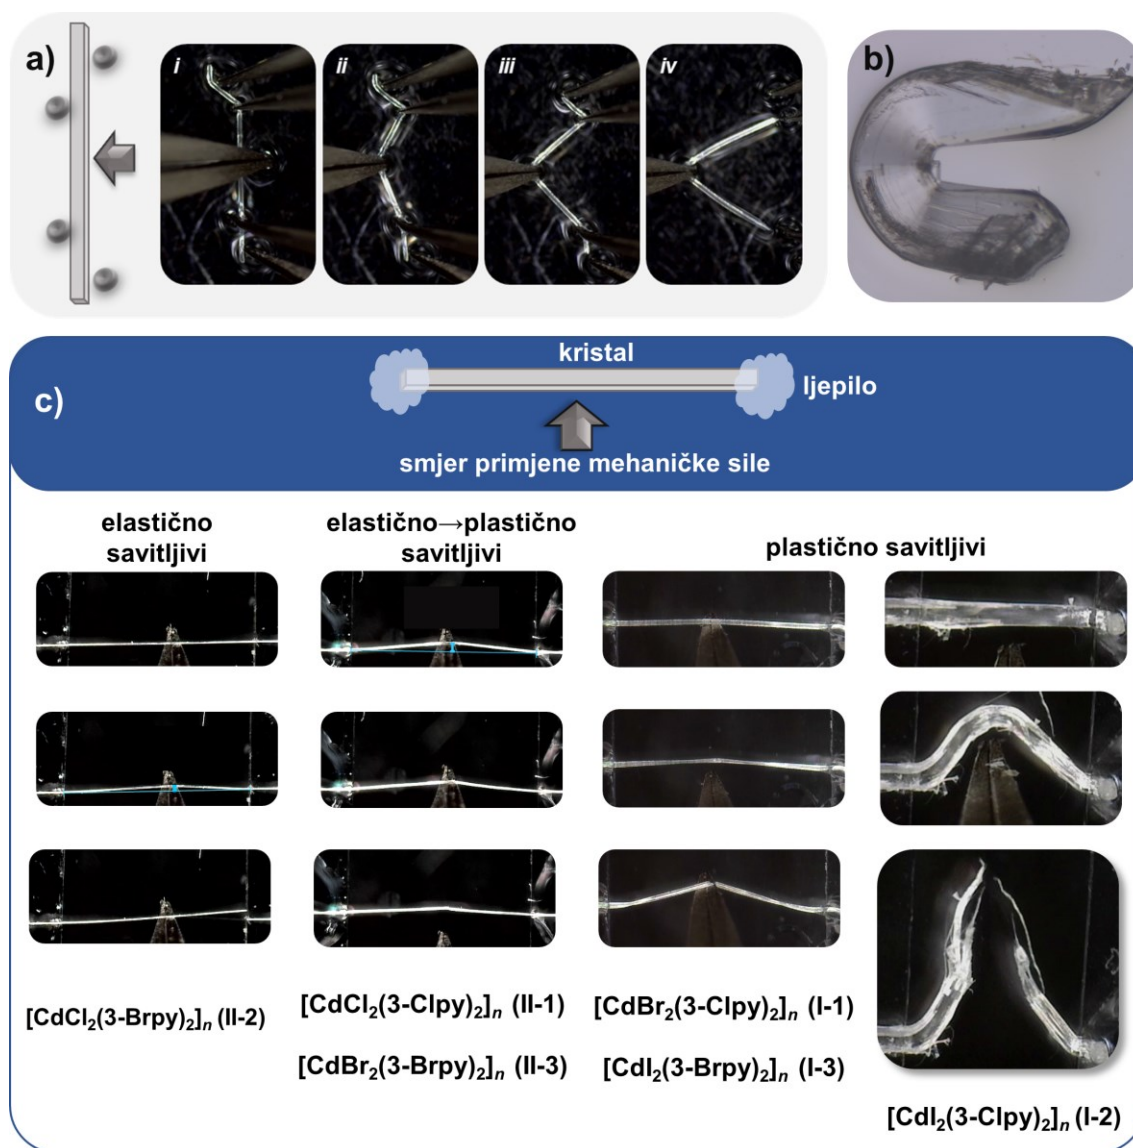 a)
i
ii
iii
iv
b)
c)
kristal
ljepilo
smjer primjene mehaničke sile
elastično
savitljivi
elastično→plastično
savitljivi
plastično savitljivi
[CdCl₂(3-Brpy)₂]ₙ (II-2)
[CdCl₂(3-Clpy)₂]ₙ (II-1)
[CdBr₂(3-Brpy)₂]ₙ (II-3)
[CdBr₂(3-Clpy)₂]ₙ (I-1)
[CdI₂(3-Brpy)₂]ₙ (I-3)
[CdI₂(3-Clpy)₂]ₙ (I-2)